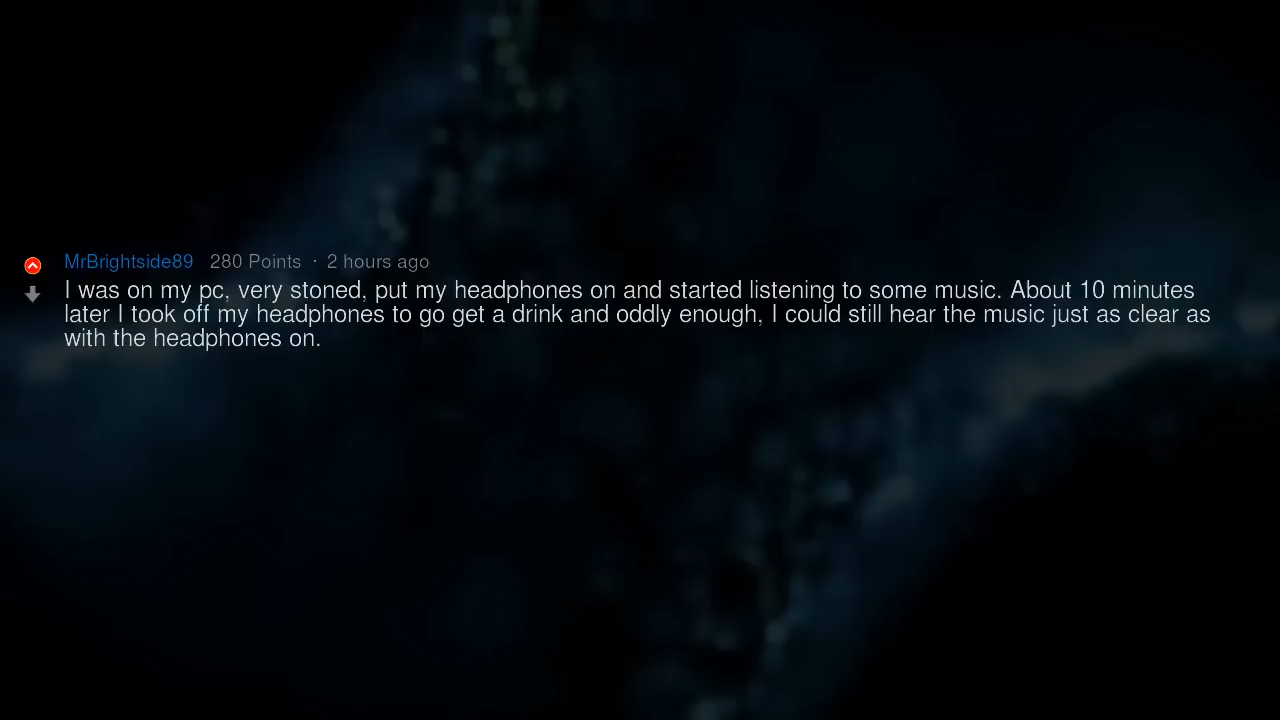 MrBrightside89 280 Points · 2 hours ago
I was on my pc, very stoned, put my headphones on and started listening to some music. About 10 minutes
later I took off my headphones to go get a drink and oddly enough, I could still hear the music just as clear as
with the headphones on.